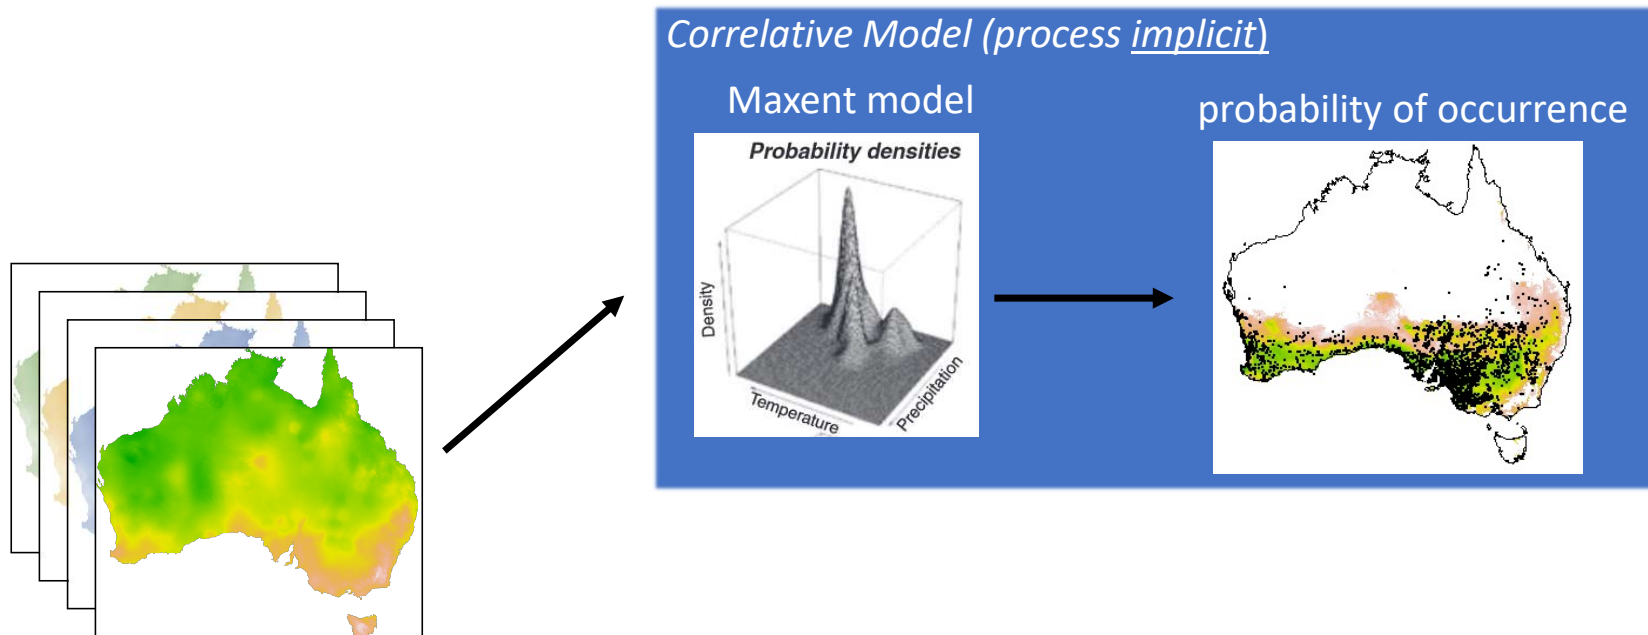 Correlative Model (process implicit)
Maxent model
probability of occurrence
Probability densities
Density
Temperature
Precipitation